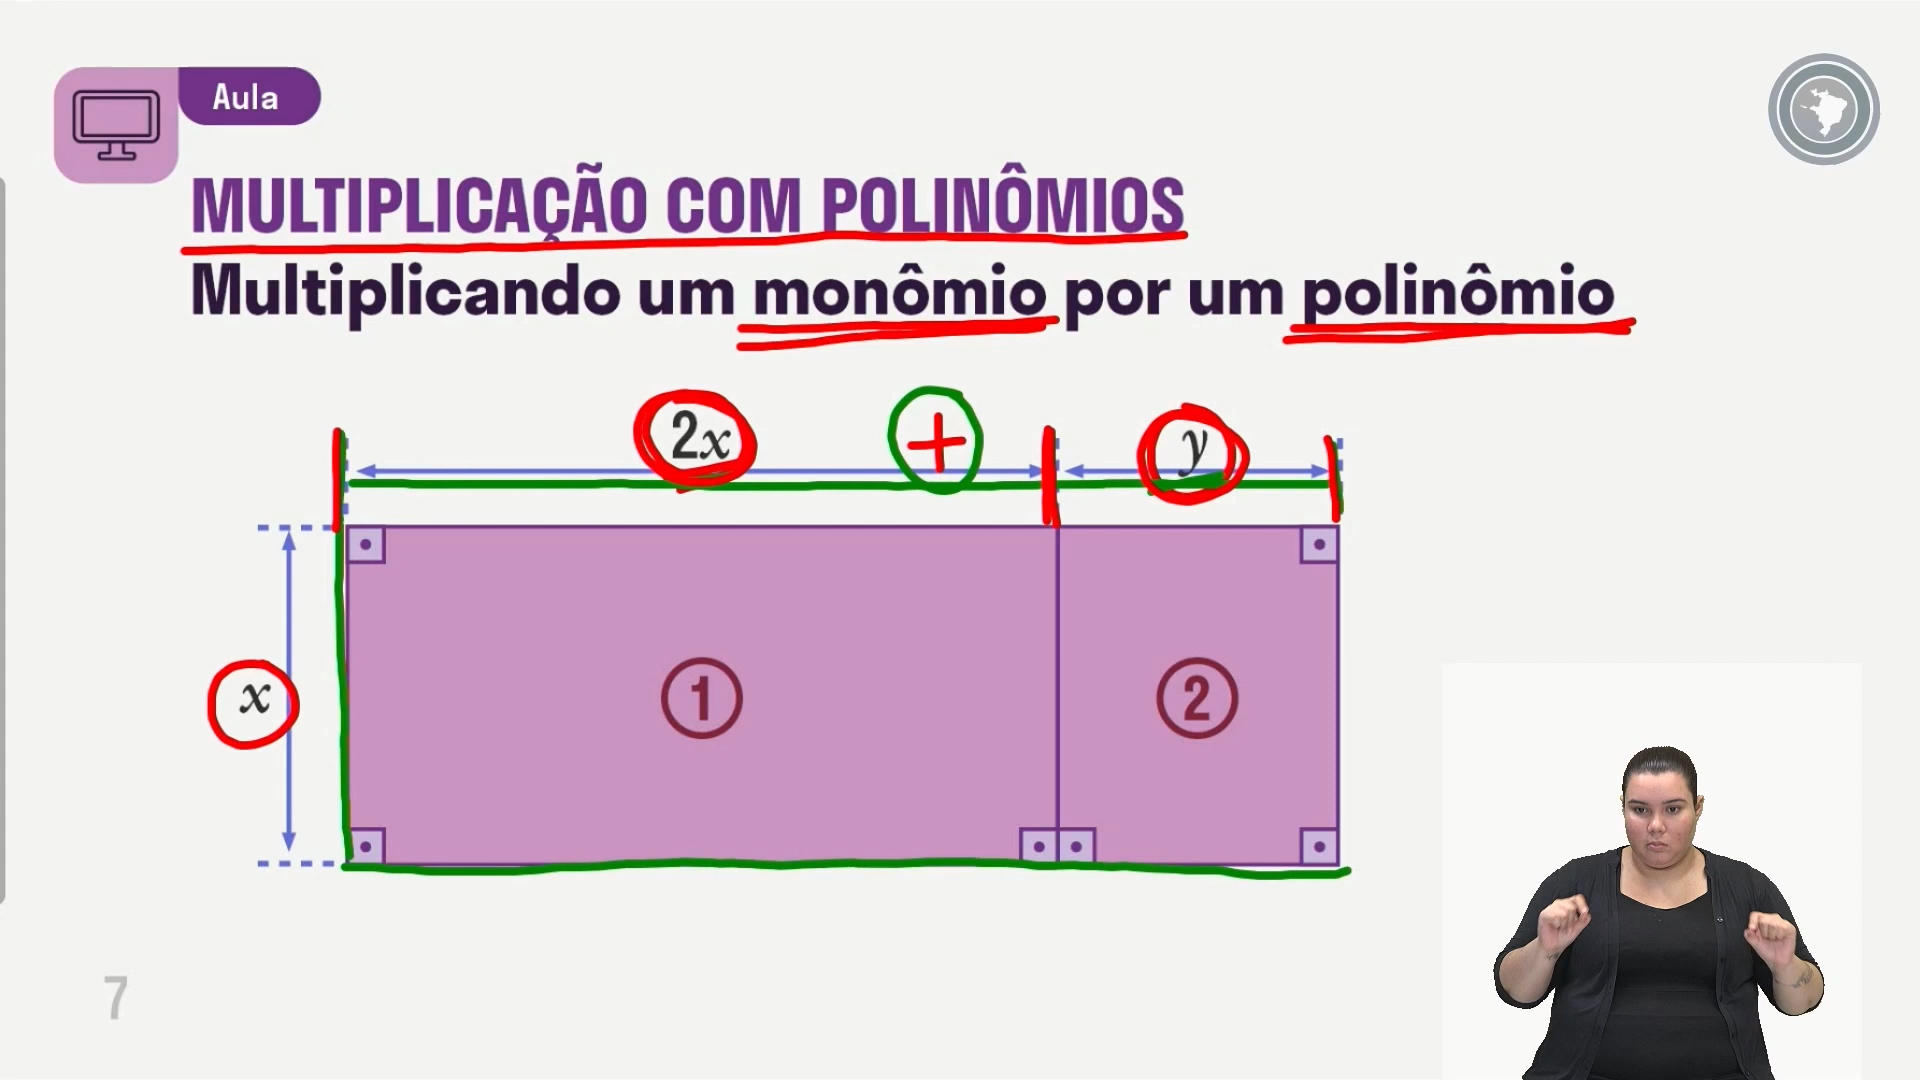 Aula
MULTIPLICAÇÃO COM POLINÔMIOS
Multiplicando um monômio por um polinômio
2x + y
x
1 2
7